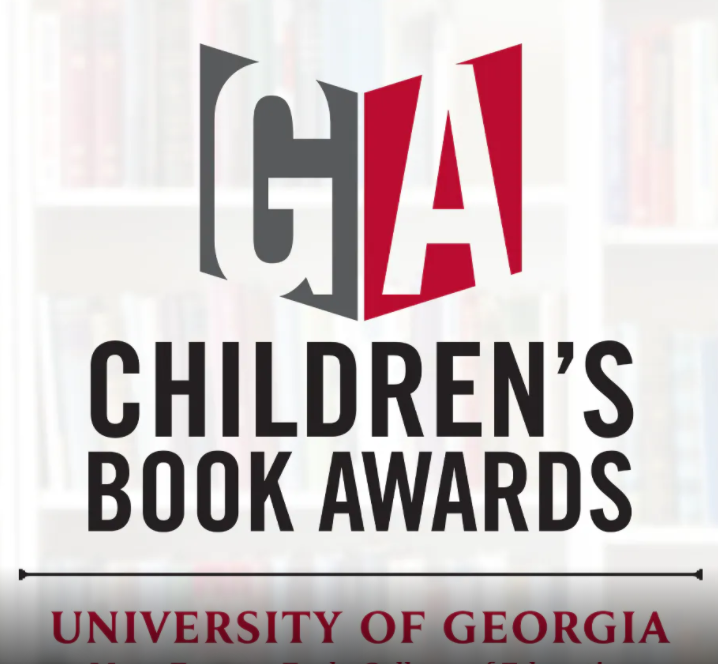 GA
CHILDREN'S
BOOK AWARDS
UNIVERSITY OF GEORGIA